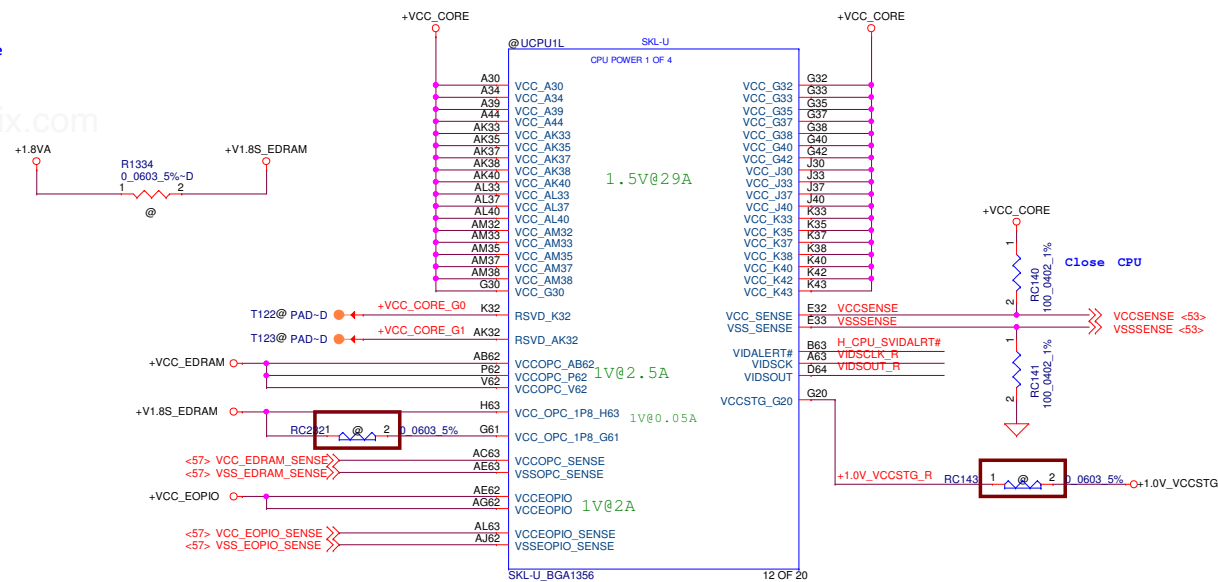 +VCC_CORE
+VCC_CORE
@ UCPU1L
SKL-U
CPU POWER 1 OF 4
e
ix.com
+1.8VA
+V1.8S_EDRAM
R1334
0_0603_5%~D
1
2
@
A30
A34
A39
A44
AK33
AK35
AK37
AK38
AK40
AL33
AL37
AL40
AM32
AM33
AM35
AM37
AM38
G30
VCC_A30
VCC_A34
VCC_A39
VCC_A44
VCC_AK33
VCC_AK35
VCC_AK37
VCC_AK38
VCC_AK40
VCC_AL33
VCC_AL37
VCC_AL40
VCC_AM32
VCC_AM33
VCC_AM35
VCC_AM37
VCC_AM38
VCC_G30
1.5V@29A
VCC_G32
VCC_G33
VCC_G35
VCC_G37
VCC_G38
VCC_G40
VCC_G42
VCC_J30
VCC_J33
VCC_J37
VCC_J40
VCC_K33
VCC_K35
VCC_K37
VCC_K38
VCC_K40
VCC_K42
VCC_K43
G32
G33
G35
G37
G38
G40
G42
J30
J33
J37
J40
K33
K35
K37
K38
K40
K42
K43
T122@ PAD~D
+VCC_CORE_G0
K32
RSVD_K32
T123@ PAD~D
+VCC_CORE_G1
AK32
RSVD_AK32
+VCC_EDRAM
AB62
P62
V62
VCCOPC_AB62
VCCOPC_P62
VCCOPC_V62
1V@2.5A
+V1.8S_EDRAM
H63
VCC_OPC_1P8_H63
1V@0.05A
1
@
2
0_0603_5%
G61
VCC_OPC_1P8_G61
<57> VCC_EDRAM_SENSE
AC63
VCCOPC_SENSE
<57> VSS_EDRAM_SENSE
AE63
VSSOPC_SENSE
+VCC_EOPIO
AE62
AG62
VCCEOPIO
VCCEOPIO
1V@2A
<57> VCC_EOPIO_SENSE
AL63
VCCEOPIO_SENSE
<57> VSS_EOPIO_SENSE
AJ62
VSSEOPIO_SENSE
+VCC_CORE
1
RC140
100_0402_1%
2
Close CPU
VCC_SENSE
E32
VCCSENSE
VCCSENSE <53>
VSS_SENSE
E33
VSSSENSE
VSSSENSE <53>
1
RC141
100_0402_1%
2
VIDALERT#
B63
H_CPU_SVIDALRT#
VIDSCK
A63
VIDSCLK_R
VIDSOUT
D64
VIDSOUT_R
VCCSTG_G20
G20
+1.0V_VCCSTG_R
RC143
1
@
2
0_0603_5%
+1.0V_VCCSTG
SKL-U_BGA1356
12 OF 20